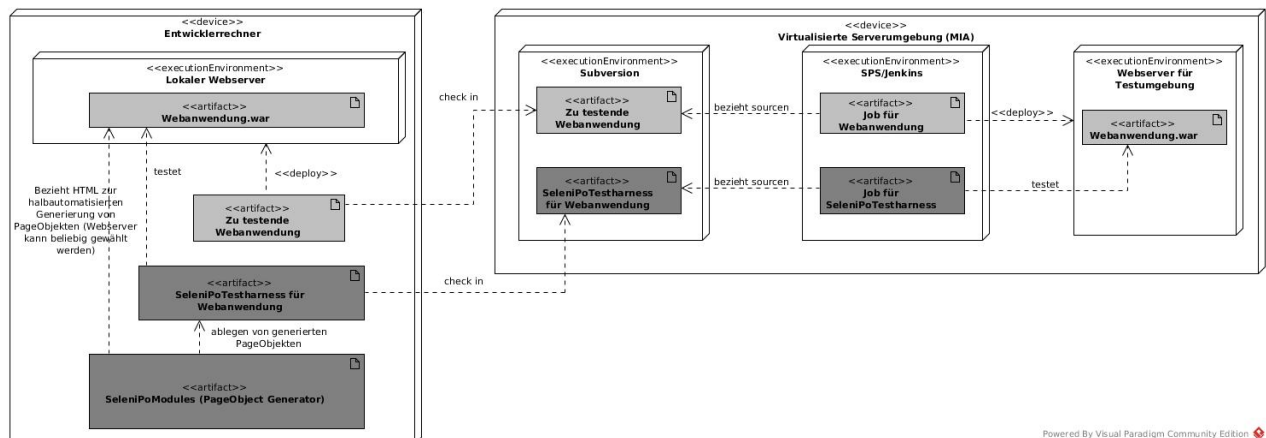 <<device>>
Entwicklerrechner
<<executionEnvironment>>
Lokaler Webserver
<<artifact>>
Webanwendung.war
Bezieht HTML zur
halbautomatisierten
Generierung von
PageObjekten (Webserver
kann beliebig gewählt
werden)
testet
<<deploy>>
<<artifact>>
Zu testende
Webanwendung
<<artifact>>
SeleniPoTestharness für
Webanwendung
ablegen von generierten
PageObjekten
<<artifact>>
SeleniPoModules (PageObject Generator)
check in
check in
<<device>>
Virtualisierte Serverumgebung (MIA)
<<executionEnvironment>>
Subversion
<<artifact>>
Zu testende
Webanwendung
<<artifact>>
SeleniPoTestharness
für Webanwendung
bezieht sourcen
bezieht sourcen
<<executionEnvironment>>
SPS/Jenkins
<<artifact>>
Job für
Webanwendung
<<artifact>>
Job für
SeleniPoTestharness
<<deploy>>
testet
<<executionEnvironment>>
Webserver für
Testumgebung
<<artifact>>
Webanwendung.war
Powered By Visual Paradigm Community Edition